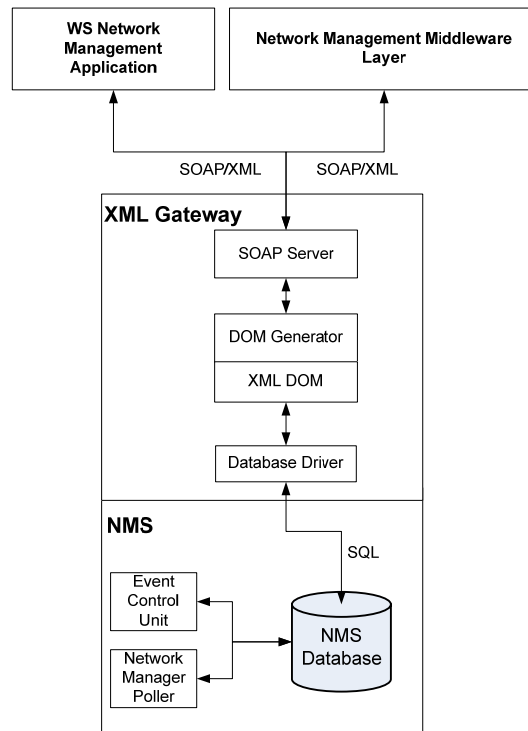 WS Network
Management
Application
Network Management Middleware
Layer
SOAP/XML
SOAP/XML
XML Gateway
SOAP Server
DOM Generator
XML DOM
Database Driver
NMS
SQL
Event
Control
Unit
NMS
Database
Network
Manager
Poller